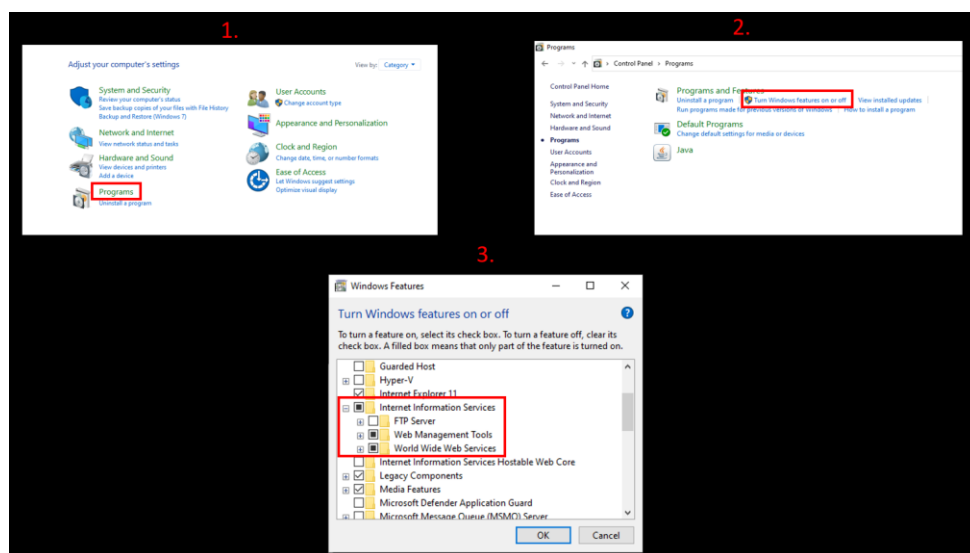 1.
Adjust your computer's settings
View by: Category
System and Security
Review your computer's status
Save backup copies of your files with File History
Backup and Restore (Windows 7)
Network and Internet
View network status and tasks
Hardware and Sound
View devices and printers
Add a device
Programs
Uninstall a program
User Accounts
Change account type
Appearance and Personalization
Clock and Region
Change date, time, or number formats
Ease of Access
Let Windows suggest settings
Optimize visual display
2.
Programs
Control Panel > Programs
Control Panel Home
System and Security
Network and Internet
Hardware and Sound
Programs
User Accounts
Appearance and
Personalization
Clock and Region
Ease of Access
Programs and Features
Uninstall a program Turn Windows features on or off View installed updates
Run programs made for previous versions of Windows How to install a program
Default Programs
Change default settings for media or devices
Java
3.
Windows Features
Turn Windows features on or off
To turn a feature on, select its check box. To turn a feature off, clear its
check box. A filled box means that only part of the feature is turned on.
Guarded Host
Hyper-V
Internet Explorer 11
Internet Information Services
FTP Server
Web Management Tools
World Wide Web Services
Internet Information Services Hostable Web Core
Legacy Components
Media Features
Microsoft Defender Application Guard
Microsoft Message Queue (MSMQ) Server
OK Cancel